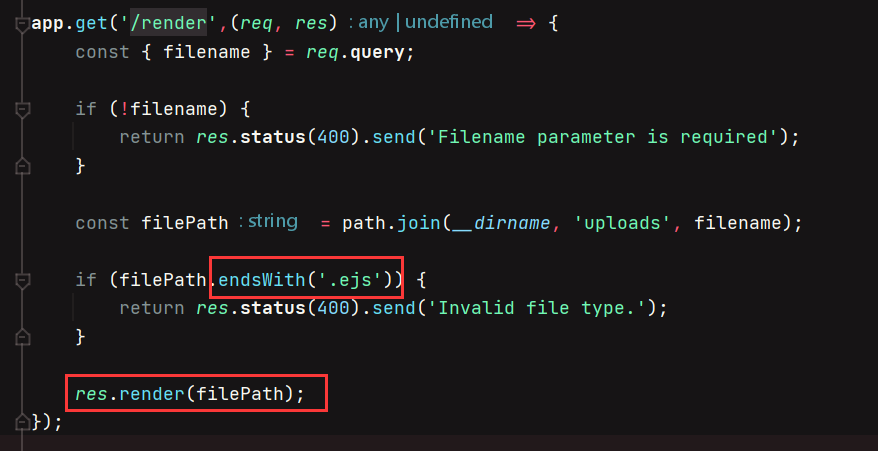 app.get('/render',(req, res) : any | undefined => {
const { filename } = req.query;
if (!filename) {
return res.status(400).send('Filename parameter is required');
}
const filePath : string = path.join(__dirname, 'uploads', filename);
if (filePath.endsWith('.ejs')) {
return res.status(400).send('Invalid file type.');
}
res.render(filePath);
});